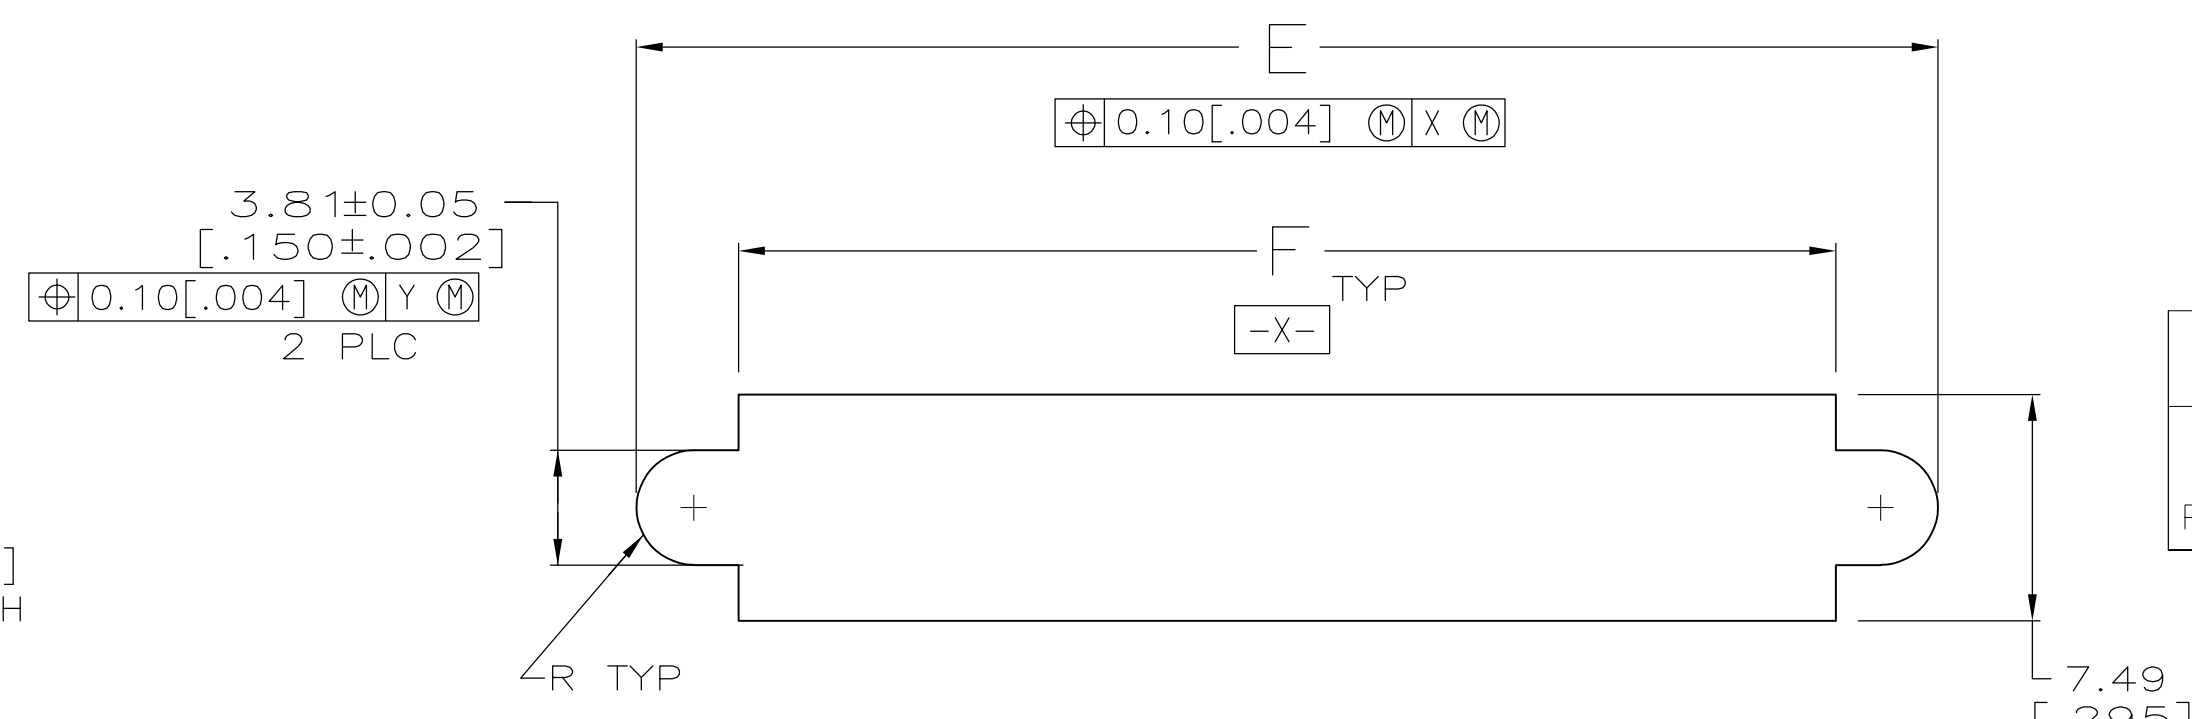 E
⌖ 0.10[.004] Ⓜ X Ⓜ
3.81±0.05
[.150±.002]
⌖ 0.10[.004] Ⓜ Y Ⓜ
2 PLC
F
TYP
-X-
]
H
R TYP
7.49